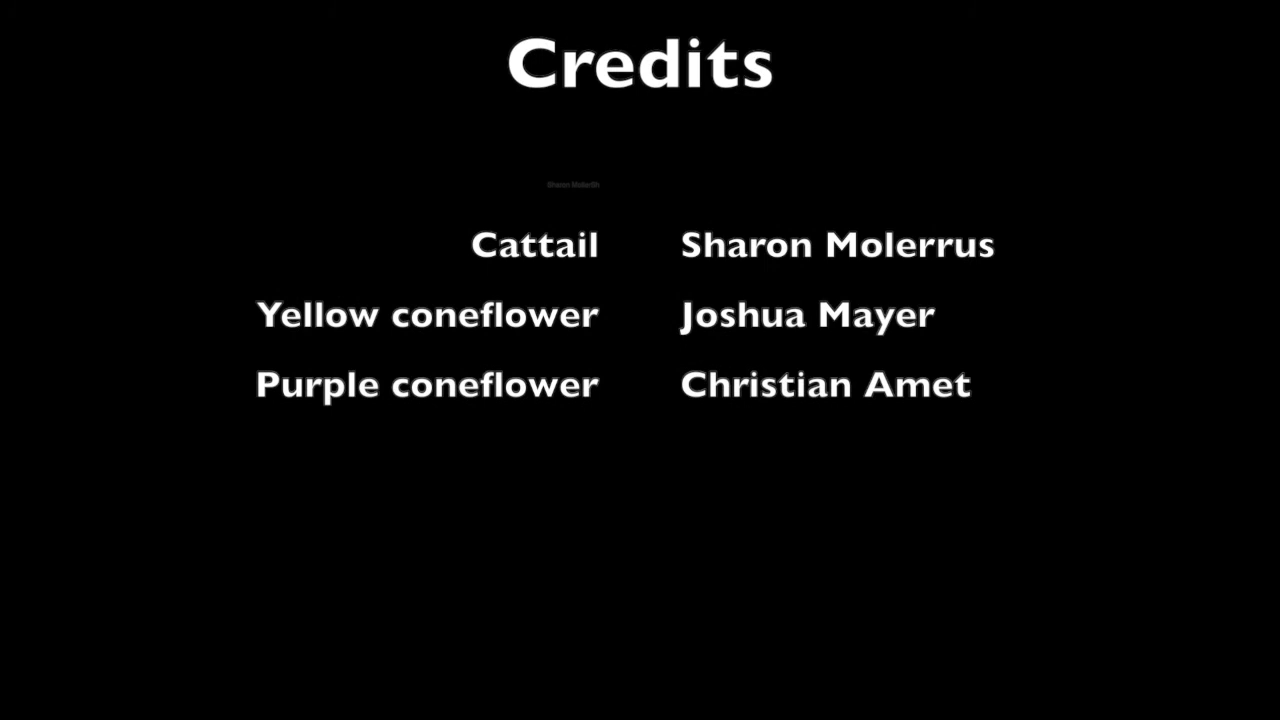 Credits
Cattail Sharon Molerrus
Yellow coneflower Joshua Mayer
Purple coneflower Christian Amet